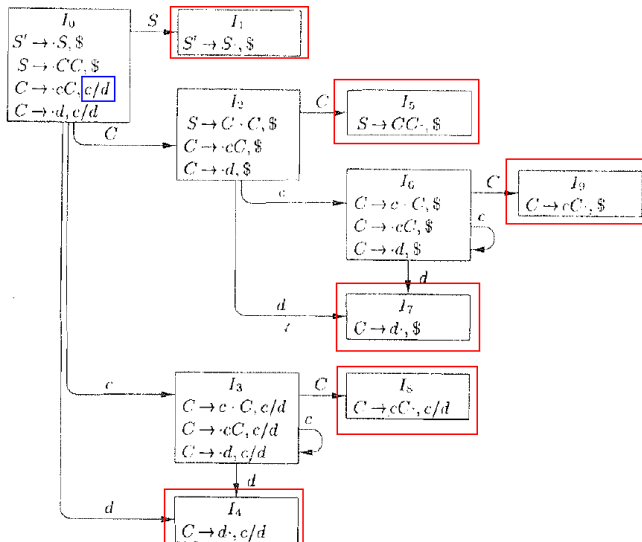 I₀
S' → ·S, $
S → ·CC, $
C → ·cC, c/d
C → ·d, c/d
S
I₁
S' → S·, $
C
I₂
S → C · C, $
C → ·cC, $
C → ·d, $
C
I₅
S → CC·, $
c
I₆
C → c · C, $
C → ·cC, $
C → ·d, $
C
c
I₉
C → cC·, $
d
d
I₇
C → d·, $
c
I₃
C → c · C, c/d
C → ·cC, c/d
C → ·d, c/d
C
c
I₈
C → cC·, c/d
d
d
I₄
C → d·, c/d